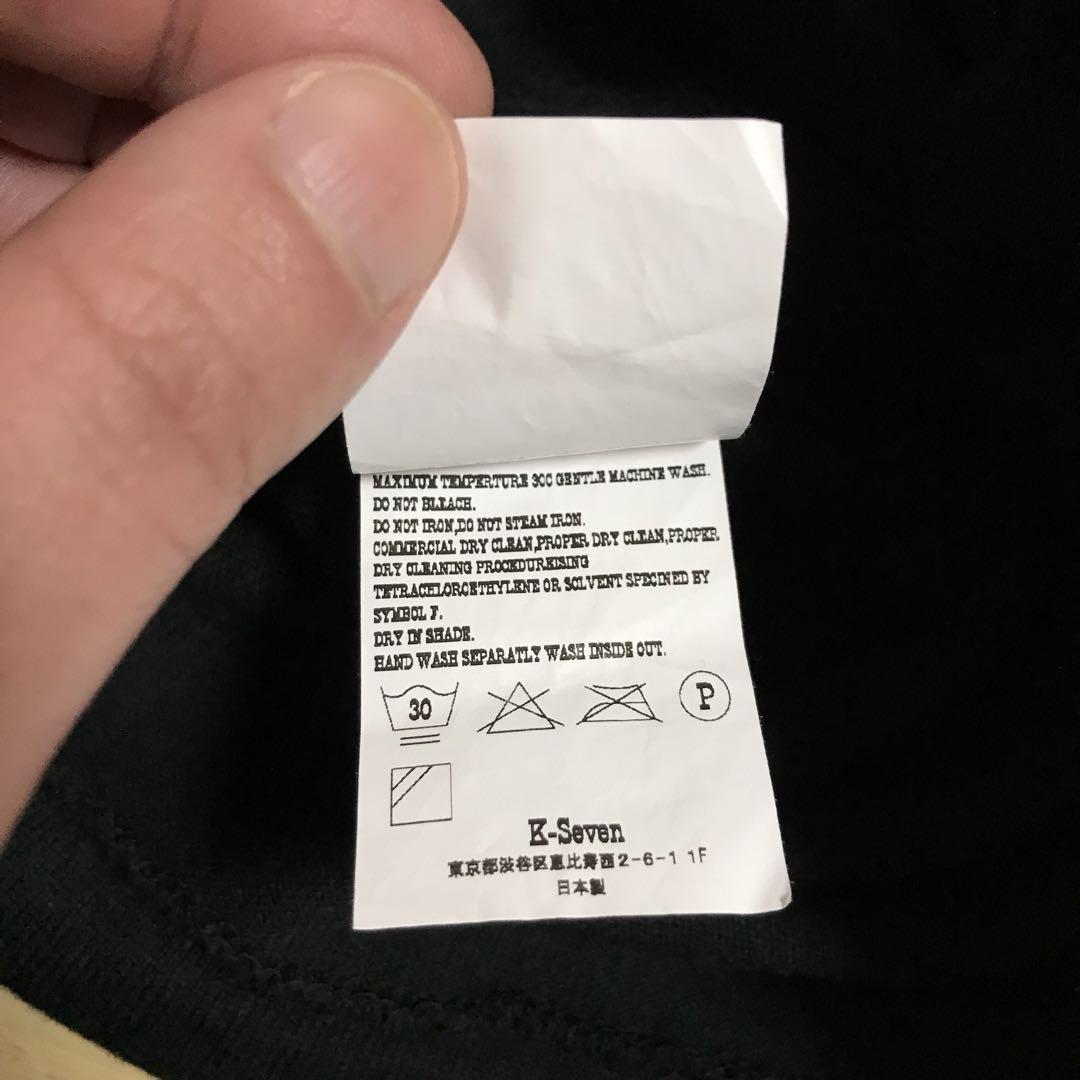 MAXIMUM TEMPERTURE 30C GENTLE MACHINE WASH.
DO NOT BLEACH.
DO NOT IRON,DO NOT STEAM IRON.
COMMERCIAL DRY CLEAN,PROPER DRY CLEAN,PROPER
DRY CLEANING PROCEDUREISING
TETRACHLOROETHYLENE OR SOLVENT SPECINED BY
SYMBOL F.
DRY IN SHADE.
HAND WASH SEPARATLY WASH INSIDE OUT.
30
P
K-Seven
東京都渋谷区恵比寿西2-6-1 1F
日本製